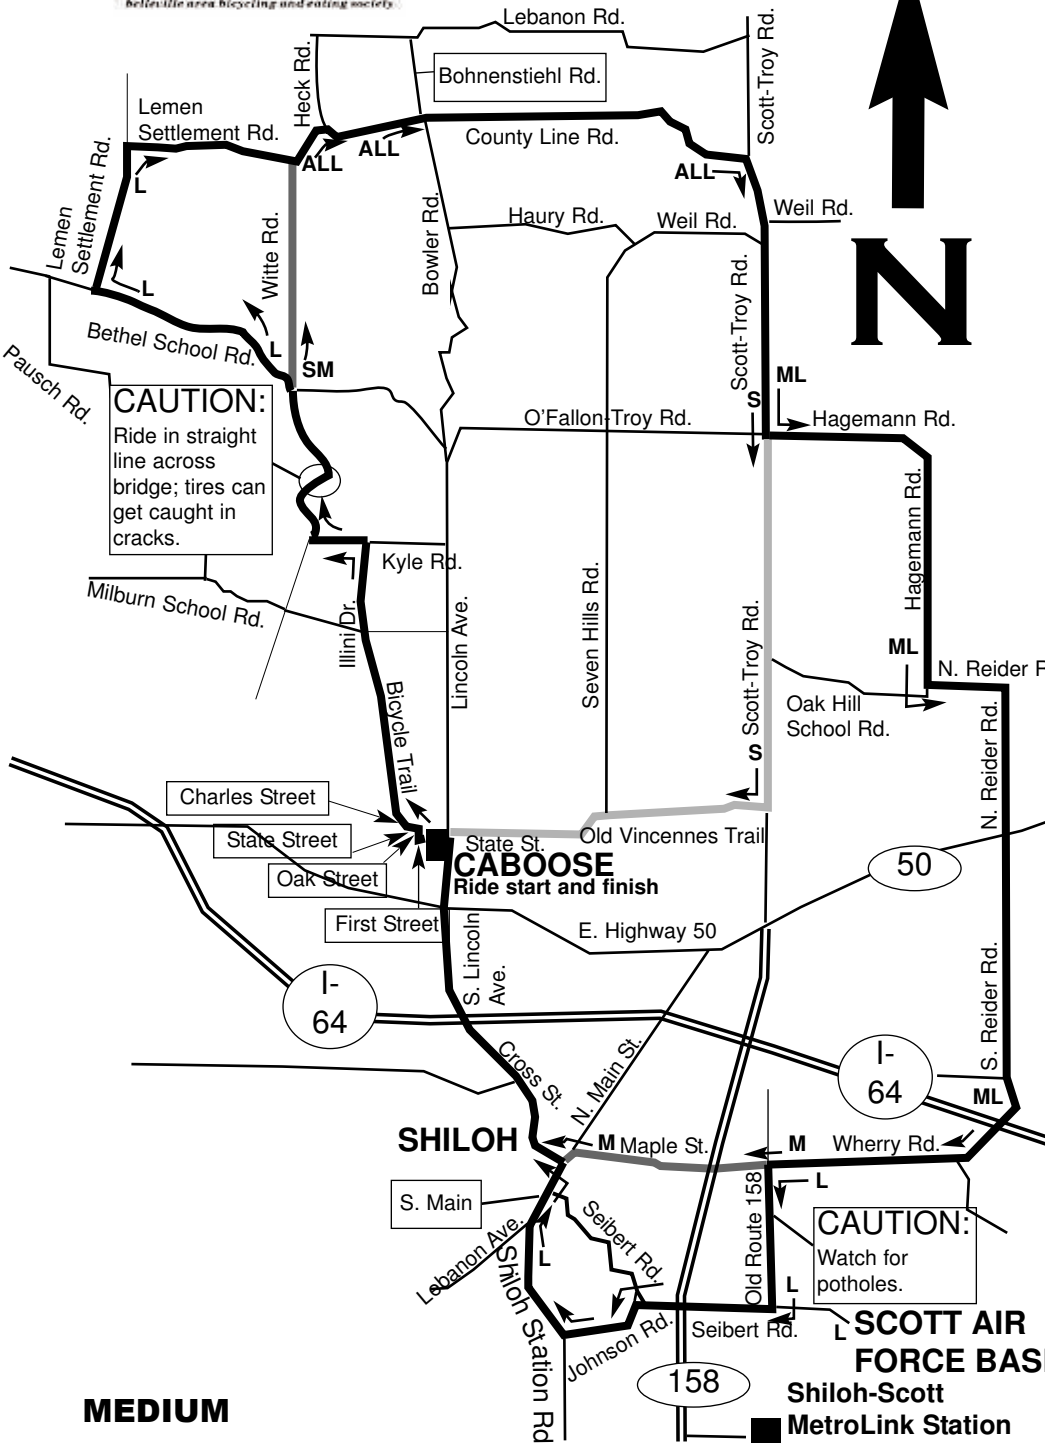 belleville area bicycling and eating society
Lebanon Rd.
Scott-Troy Rd.
Heck Rd.
Bohnenstiehl Rd.
Lemen
Settlement Rd.
County Line Rd.
ALL
ALL
ALL
L
Lemen
Settlement Rd.
Witte Rd.
Bowler Rd.
Haury Rd.
Weil Rd.
Weil Rd.
N
L
Scott-Troy Rd.
Bethel School Rd.
L
SM
Pausch Rd.
ML
S
O'Fallon-Troy Rd.
Hagemann Rd.
CAUTION:
Ride in straight
line across
bridge; tires can
get caught in
cracks.
Hagemann Rd.
Kyle Rd.
Milburn School Rd.
Illini Dr.
Lincoln Ave.
Seven Hills Rd.
Scott-Troy Rd.
ML
N. Reider R
Bicycle Trail
Oak Hill
School Rd.
N. Reider Rd.
S
Charles Street
State Street
Oak Street
First Street
State St.
Old Vincennes Trail
CABOOSE
Ride start and finish
50
E. Highway 50
S. Lincoln
Ave.
I-
64
S. Reider Rd.
Cross St.
N. Main St.
I-
64
ML
SHILOH
M
Maple St.
M
Wherry Rd.
L
S. Main
Old Route 158
CAUTION:
Watch for
potholes.
Seibert Rd.
Lebanon Ave.
L
Shiloh Station Rd
L
Johnson Rd.
Seibert Rd.
L
SCOTT AIR
FORCE BAS
158
Shiloh-Scott
MetroLink Station
MEDIUM